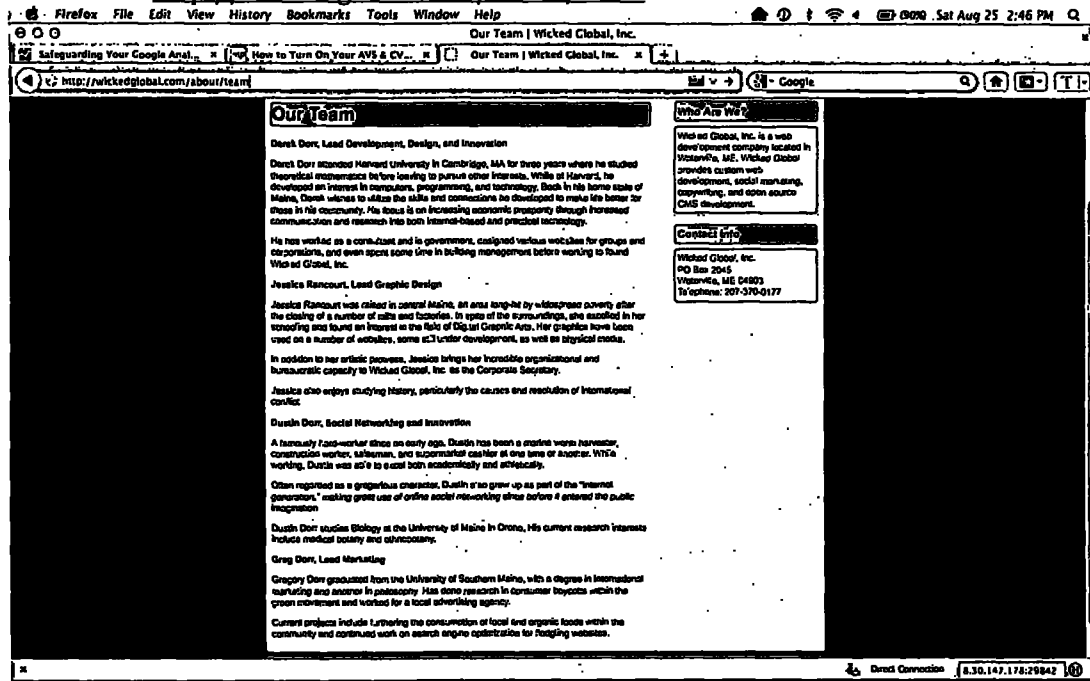 Firefox File Edit View History Bookmarks Tools Window Help Sat Aug 25 2:46 PM
Our Team | Wicked Global, Inc.
Safeguarding Your Google Anal... How to Turn On Your AVS & CV... Our Team | Wicked Global, Inc.
http://wickedglobal.com/about/team Google
Our Team
Derek Dorr, Lead Development, Design, and Innovation
Derek Dorr attended Harvard University in Cambridge, MA for three years where he studied
theoretical mathematics before leaving to pursue other interests. While at Harvard, he
developed an interest in computers, programming, and technology. Back in his home state of
Maine, Derek wishes to utilize the skills and connections he developed to make life better for
those in his community. His focus is on increasing economic prosperity through increased
communication and research into both internet-based and practical technology.
He has worked as a consultant and in government, designed various websites for groups and
corporations, and even spent some time in building management before working to found
Wicked Global, Inc.
Jessica Rancourt, Lead Graphic Design
Jessica Rancourt was raised in central Maine, an area long-hit by widespread poverty after
the closing of a number of mills and factories. In spite of the surroundings, she excelled in her
schooling and found an interest in the field of Digital Graphic Arts. Her graphics have been
used on a number of websites, some still under development, as well as physical media.
In addition to her artistic prowess, Jessica brings her incredible organizational and
bureaucratic capacity to Wicked Global, Inc. as the Corporate Secretary.
Jessica also enjoys studying history, particularly the causes and resolution of international
conflict
Dustin Dorr, Social Networking and Innovation
A famously hard-worker since an early age, Dustin has been a marine worm harvester,
construction worker, salesman, and supermarket cashier at one time or another. While
working, Dustin was able to excel both academically and athletically.
Often regarded as a gregarious character, Dustin also grew up as part of the "internet
generation," making great use of online social networking since before it entered the public
imagination
Dustin Dorr studies Biology at the University of Maine in Orono. His current research interests
include medical botany and ethnobotany.
Greg Dorr, Lead Marketing
Gregory Dorr graduated from the University of Southern Maine, with a degree in international
marketing and another in philosophy. Has done research in consumer boycotts within the
green movement and worked for a local advertising agency.
Current projects include furthering the consumption of local and organic foods within the
community and continued work on search engine optimization for fledgling websites.
Who Are We?
Wicked Global, Inc. is a web
development company located in
Waterville, ME. Wicked Global
provides custom web
development, social marketing,
copywriting, and open source
CMS development.
Contact Info
Wicked Global, Inc.
PO Box 2045
Waterville, ME 04903
Telephone: 207-370-0177
Direct Connection 8.30.147.178:29842